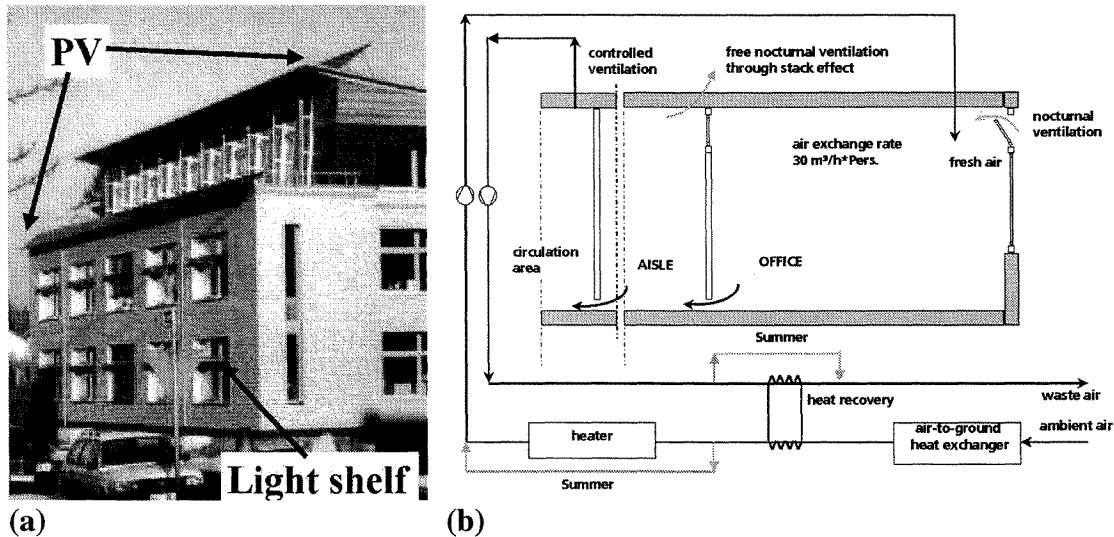 PV
Light shelf
(a)
controlled
ventilation
free nocturnal ventilation
through stack effect
nocturnal
ventilation
air exchange rate
30 m³/h*Pers.
fresh air
circulation
area
AISLE
OFFICE
Summer
waste air
heat recovery
ambient air
heater
air-to-ground
heat exchanger
Summer
(b)